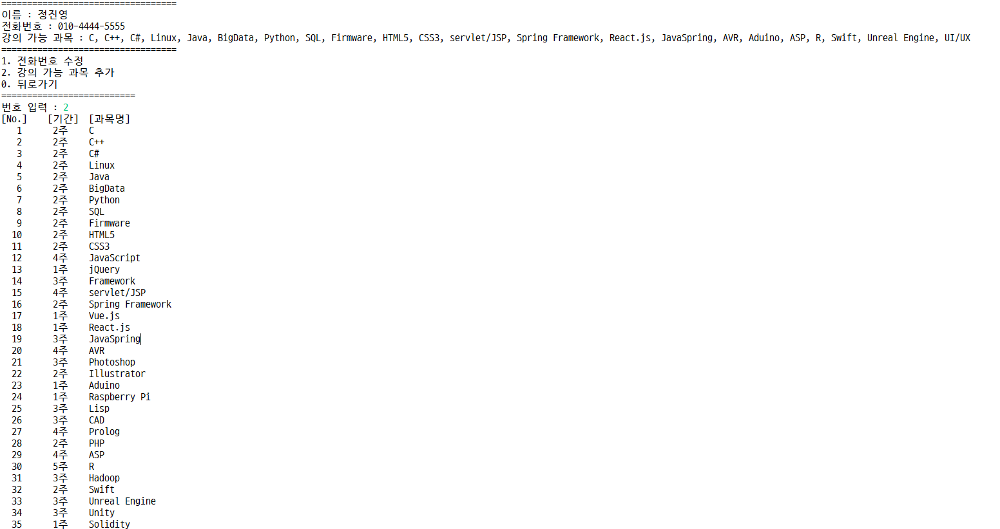 ==================================
이름 : 정진영
전화번호 : 010-4444-5555
강의 가능 과목 : C, C++, C#, Linux, Java, BigData, Python, SQL, Firmware, HTML5, CSS3, servlet/JSP, Spring Framework, React.js, JavaSpring, AVR, Aduino, ASP, R, Swift, Unreal Engine, UI/UX
==================================
1. 전화번호 수정
2. 강의 가능 과목 추가
0. 뒤로가기
==========================
번호 입력 : 2
[No.] [기간] [과목명]
1 2주 C
2 2주 C++
3 2주 C#
4 2주 Linux
5 2주 Java
6 2주 BigData
7 2주 Python
8 2주 SQL
9 2주 Firmware
10 2주 HTML5
11 2주 CSS3
12 4주 JavaScript
13 1주 jQuery
14 3주 Framework
15 4주 servlet/JSP
16 2주 Spring Framework
17 1주 Vue.js
18 1주 React.js
19 3주 JavaSpring
20 4주 AVR
21 3주 Photoshop
22 2주 Illustrator
23 1주 Aduino
24 1주 Raspberry Pi
25 3주 Lisp
26 3주 CAD
27 4주 Prolog
28 2주 PHP
29 4주 ASP
30 5주 R
31 3주 Hadoop
32 2주 Swift
33 3주 Unreal Engine
34 3주 Unity
35 1주 Solidity